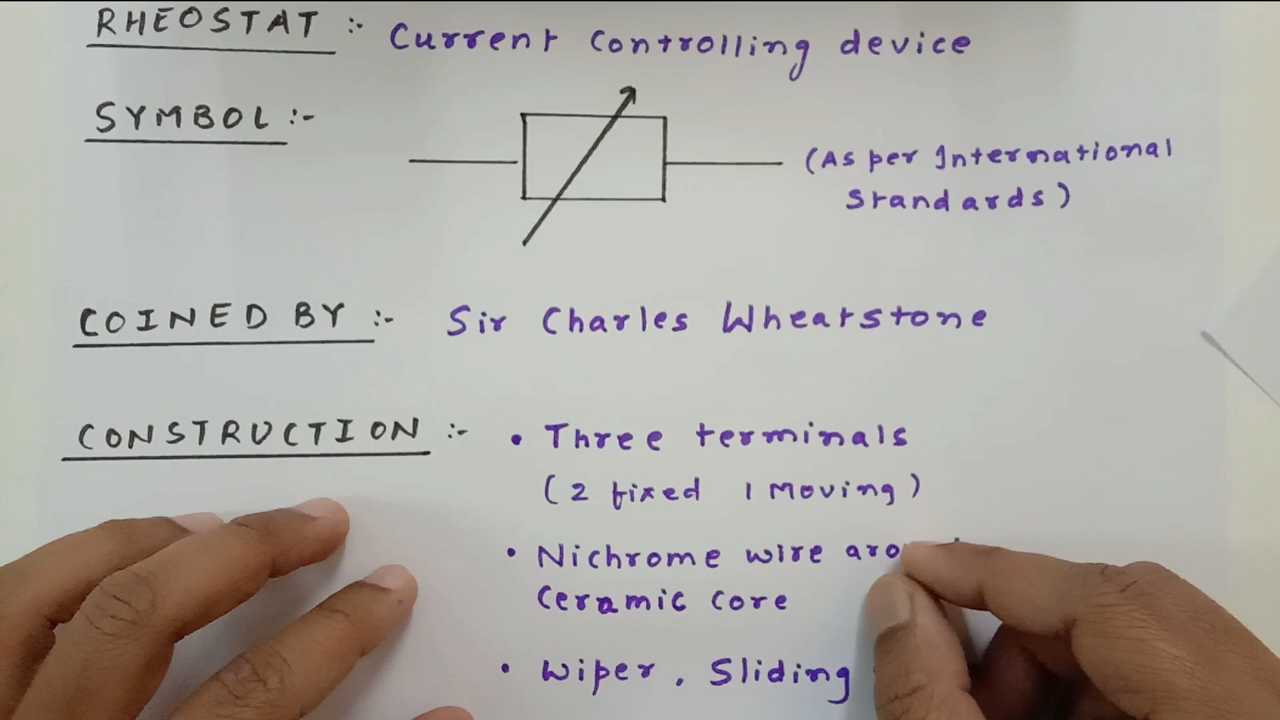 RHEOSTAT :- Current Controlling device
SYMBOL :-
(As per International
Standards)
COINED BY :- Sir Charles Wheatstone
CONSTRUCTION :- • Three terminals
(2 fixed 1 Moving)
• Nichrome wire
Ceramic Core
• Wiper, Sliding